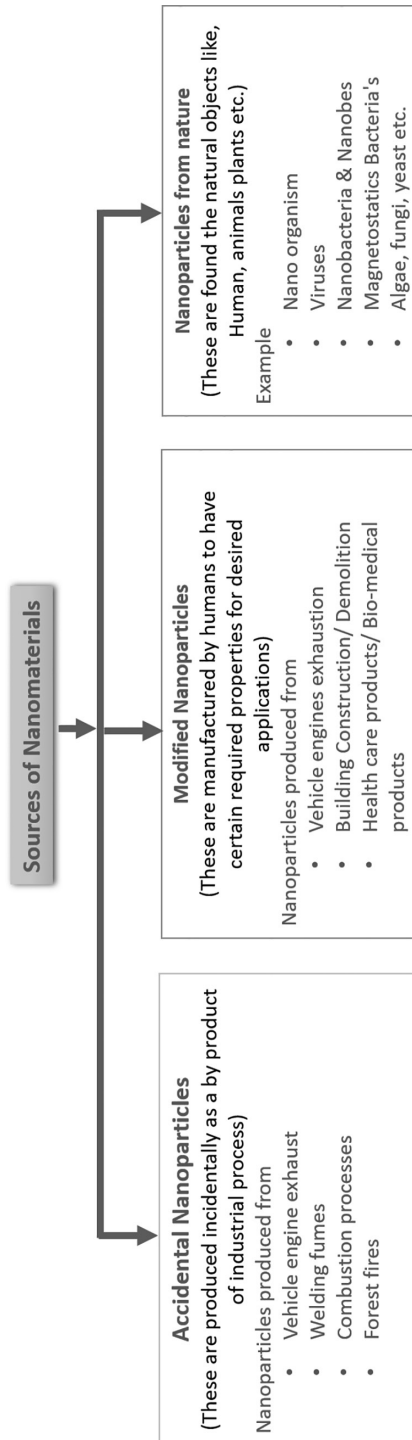 Sources of Nanomaterials
Accidental Nanoparticles
(These are produced incidentally as a by product
of industrial process)
Nanoparticles produced from
• Vehicle engine exhaust
• Welding fumes
• Combustion processes
• Forest fires
Modified Nanoparticles
(These are manufactured by humans to have
certain required properties for desired
applications)
Nanoparticles produced from
• Vehicle engines exhaustion
• Building Construction/ Demolition
• Health care products/ Bio-medical
products
Nanoparticles from nature
(These are found the natural objects like,
Human, animals plants etc.)
Example
• Nano organism
• Viruses
• Nanobacteria & Nanobes
• Magnetostatics Bacteria's
• Algae, fungi, yeast etc.